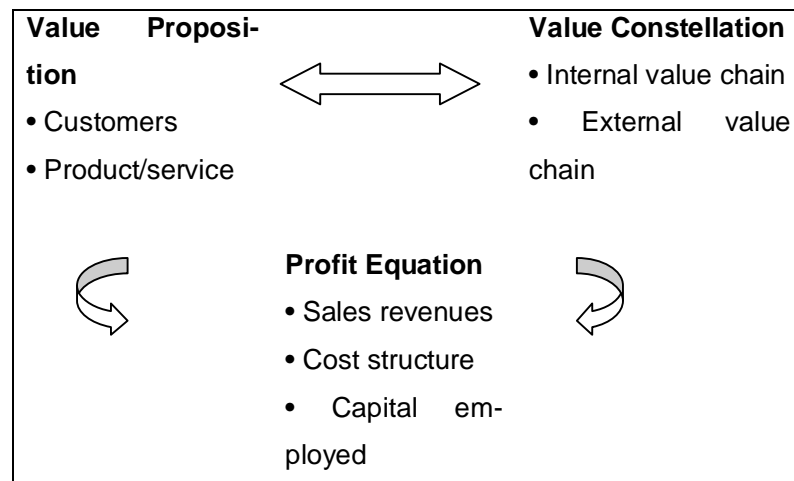 Value Proposi-
tion
• Customers
• Product/service
Value Constellation
• Internal value chain
• External value
chain
Profit Equation
• Sales revenues
• Cost structure
• Capital em-
ployed